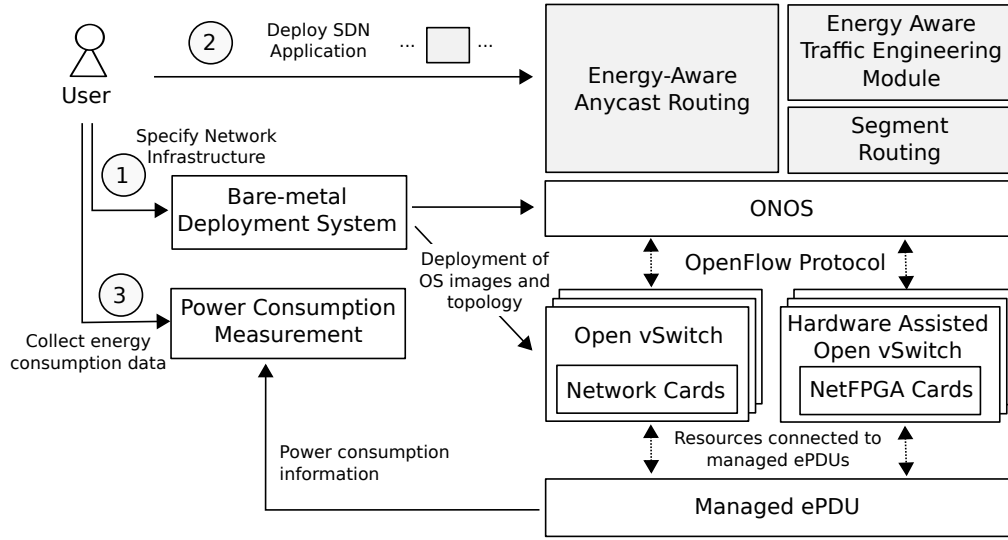 2
Deploy SDN
Application
...
...
User
Energy-Aware
Anycast Routing
Energy Aware
Traffic Engineering
Module
Segment
Routing
1
Specify Network
Infrastructure
Bare-metal
Deployment System
ONOS
Deployment of
OS images and
topology
OpenFlow Protocol
3
Collect energy
consumption data
Power Consumption
Measurement
Open vSwitch
Network Cards
Hardware Assisted
Open vSwitch
NetFPGA Cards
Power consumption
information
Resources connected to
managed ePDUs
Managed ePDU